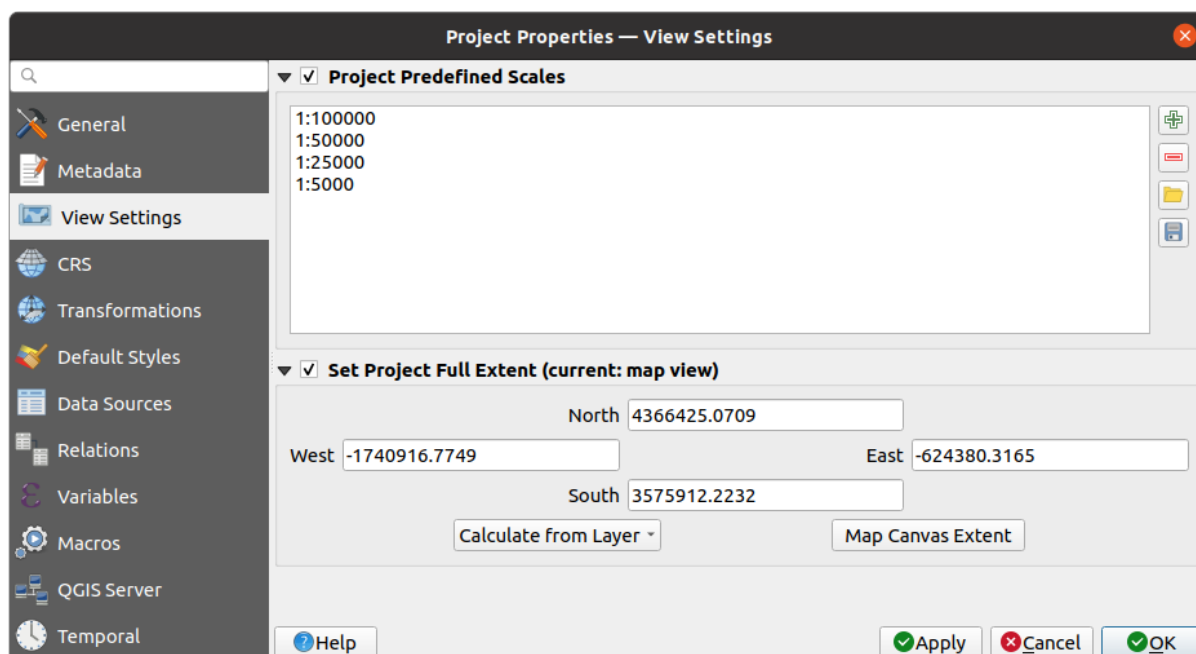 Project Properties — View Settings
General
Metadata
View Settings
CRS
Transformations
Default Styles
Data Sources
Relations
Variables
Macros
QGIS Server
Temporal
Project Predefined Scales
1:100000
1:50000
1:25000
1:5000
Set Project Full Extent (current: map view)
North 4366425.0709
West -1740916.7749 East -624380.3165
South 3575912.2232
Calculate from Layer Map Canvas Extent
Help Apply Cancel OK